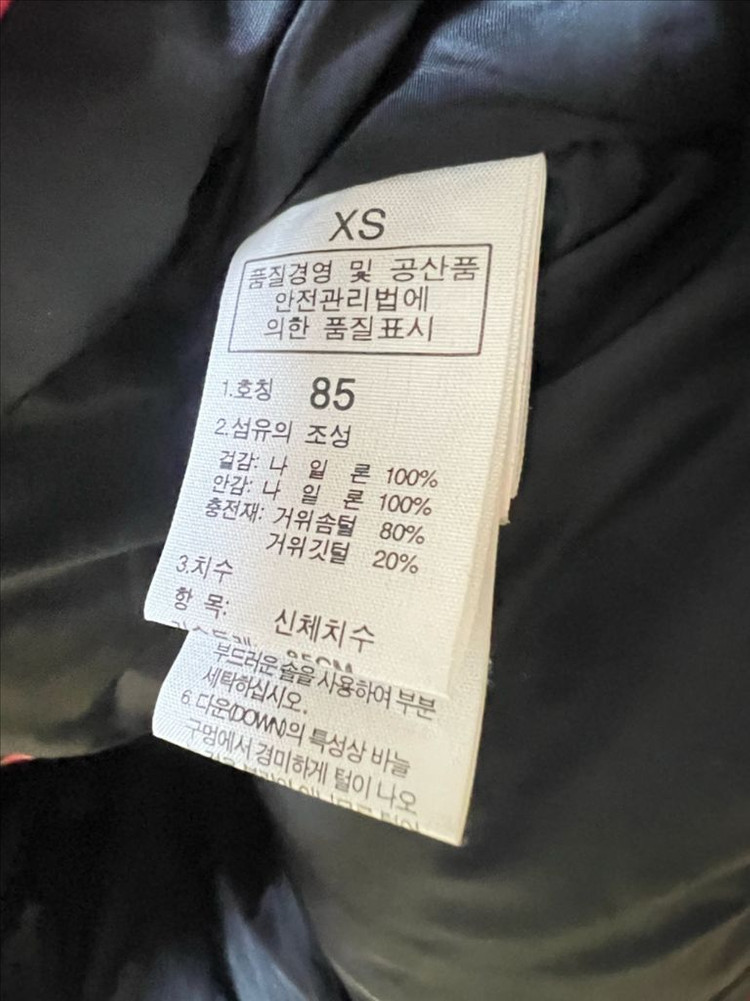 XS
품질경영 및 공산품
안전관리법에
의한 품질표시
1.호칭 85
2.섬유의 조성
겉감: 나 일 론 100%
안감: 나 일 론 100%
충전재: 거위솜털 80%
거위깃털 20%
3.치수
항 목: 신체치수
부드러운 솔을 사용하여 부분
세탁하십시오.
6.다운(DOWN)의 특성상 바늘
구멍에서 경미하게 털이 나오